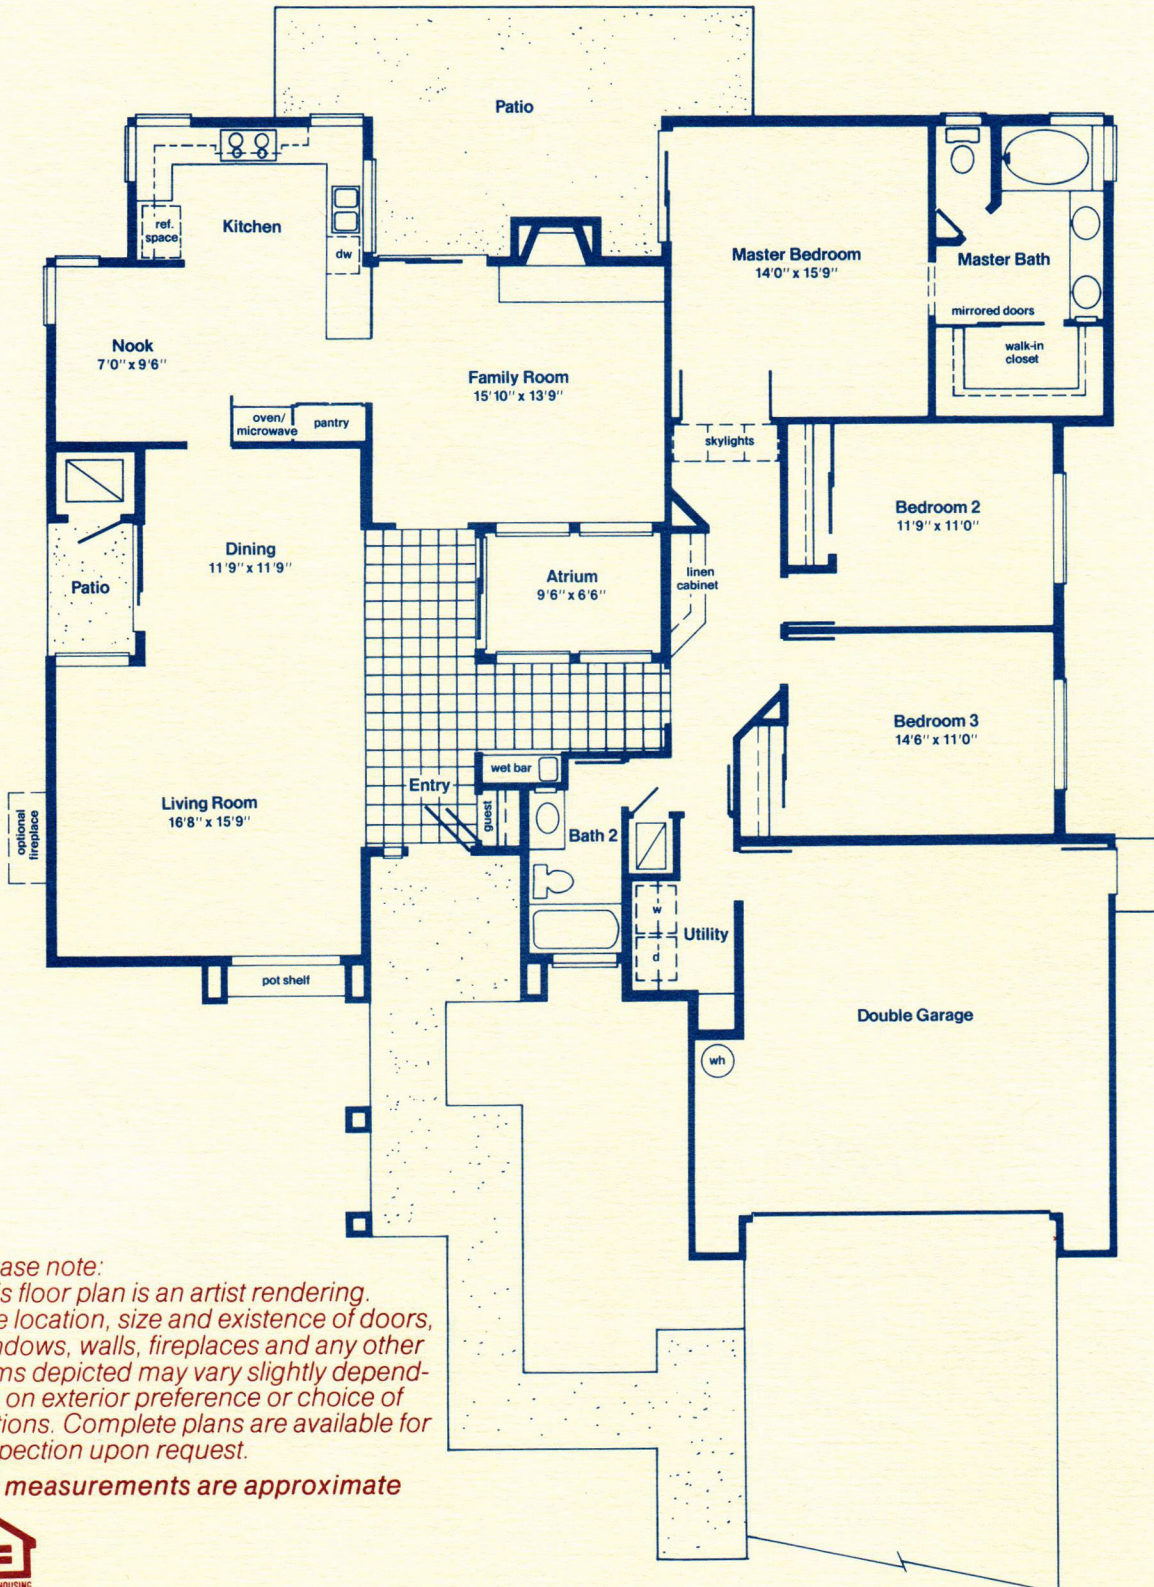 Patio
Kitchen
ref.
space
dw
Master Bedroom
14'0" x 15'9"
Master Bath
mirrored doors
walk-in
closet
Nook
7'0" x 9'6"
Family Room
15'10" x 13'9"
oven/
microwave
pantry
skylights
Bedroom 2
11'9" x 11'0"
Dining
11'9" x 11'9"
Patio
Atrium
9'6" x 6'6"
linen
cabinet
Bedroom 3
14'6" x 11'0"
wet bar
Entry
guest
Living Room
16'8" x 15'9"
optional
fireplace
Bath 2
w
d
Utility
pot shelf
Double Garage
wh
ase note:
is floor plan is an artist rendering.
e location, size and existence of doors,
ndows, walls, fireplaces and any other
ms depicted may vary slightly depend-
on exterior preference or choice of
tions. Complete plans are available for
pection upon request.
measurements are approximate
HOUSING